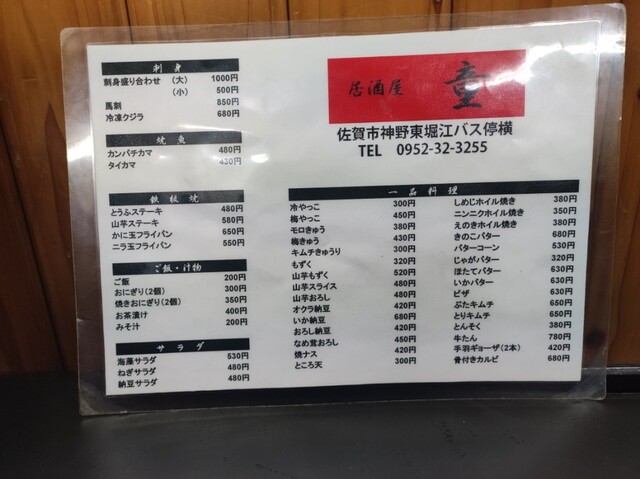 居酒屋 童
佐賀市神野東堀江バス停横
TEL 0952-32-3255
刺身
刺身盛り合わせ (大) 1000円
(小) 500円
馬刺 850円
冷凍クジラ 680円
焼魚
カンパチカマ 480円
タイカマ 430円
鉄板焼
とうふステーキ 480円
山芋ステーキ 580円
かに玉フライパン 650円
ニラ玉フライパン 550円
ご飯・汁物
ご飯 200円
おにぎり(2個) 300円
焼きおにぎり(2個) 350円
お茶漬け 400円
みそ汁 200円
サラダ
海藻サラダ 530円
ねぎサラダ 480円
納豆サラダ 480円
一品料理
冷やっこ 300円
梅やっこ 450円
モロきゅう 350円
梅きゅう 430円
キムチきゅうり 300円
もずく 320円
山芋もずく 520円
山芋スライス
山芋おろし
オクラ納豆
いか納豆 680円
おろし納豆 420円
なめ茸おろし 450円
焼ナス 420円
ところ天 300円
しめじホイル焼き 380円
ニンニクホイル焼き 350円
えのきホイル焼き 380円
きのこバター 680円
バターコーン 530円
じゃがバター 320円
ほたてバター 630円
いかバター 630円
ピザ 530円
ぶたキムチ 630円
とりキムチ
とんそく 380円
牛たん 780円
手羽ギョーザ(2本) 420円
骨付きカルビ 680円